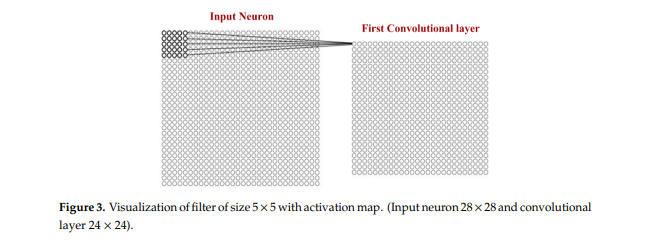 Input Neuron
First Convolutional layer
Figure 3. Visualization of filter of size 5 × 5 with activation map. (Input neuron 28 × 28 and convolutional
layer 24 × 24).